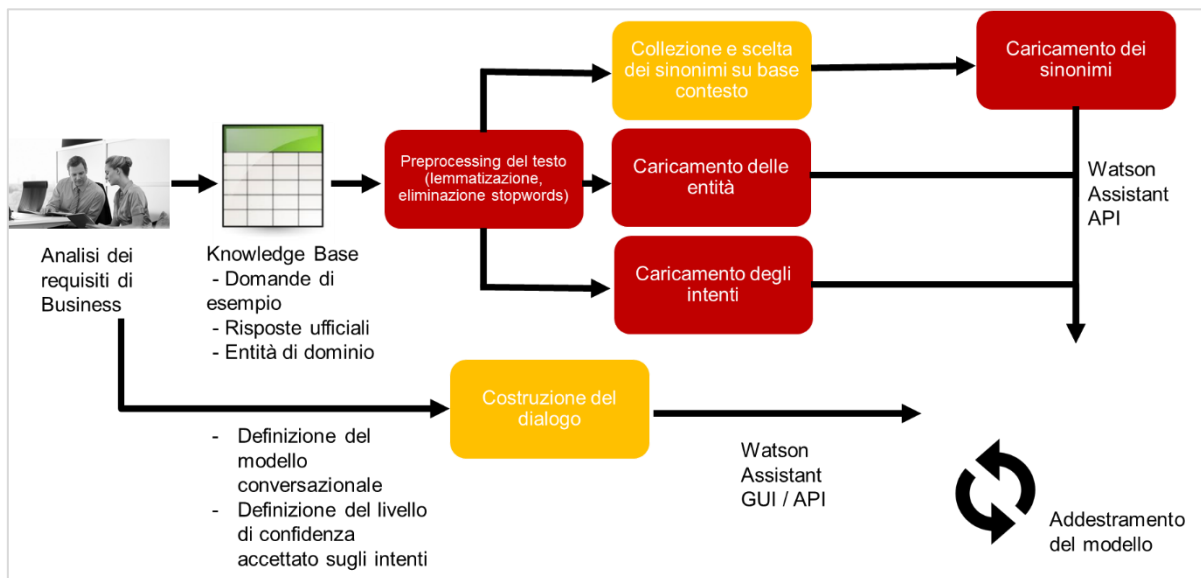 Collezione e scelta
dei sinonimi su base
contesto
Caricamento dei
sinonimi
Preprocessing del testo
(lemmatizazione,
eliminazione stopwords)
Caricamento delle
entità
Watson
Assistant
API
Analisi dei
requisiti di
Business
Knowledge Base
- Domande di
esempio
- Risposte ufficiali
- Entità di dominio
Caricamento degli
intenti
Costruzione del
dialogo
- Definizione del
modello
conversazionale
- Definizione del livello
di confidenza
accettato sugli intenti
Watson
Assistant
GUI / API
Addestramento
del modello